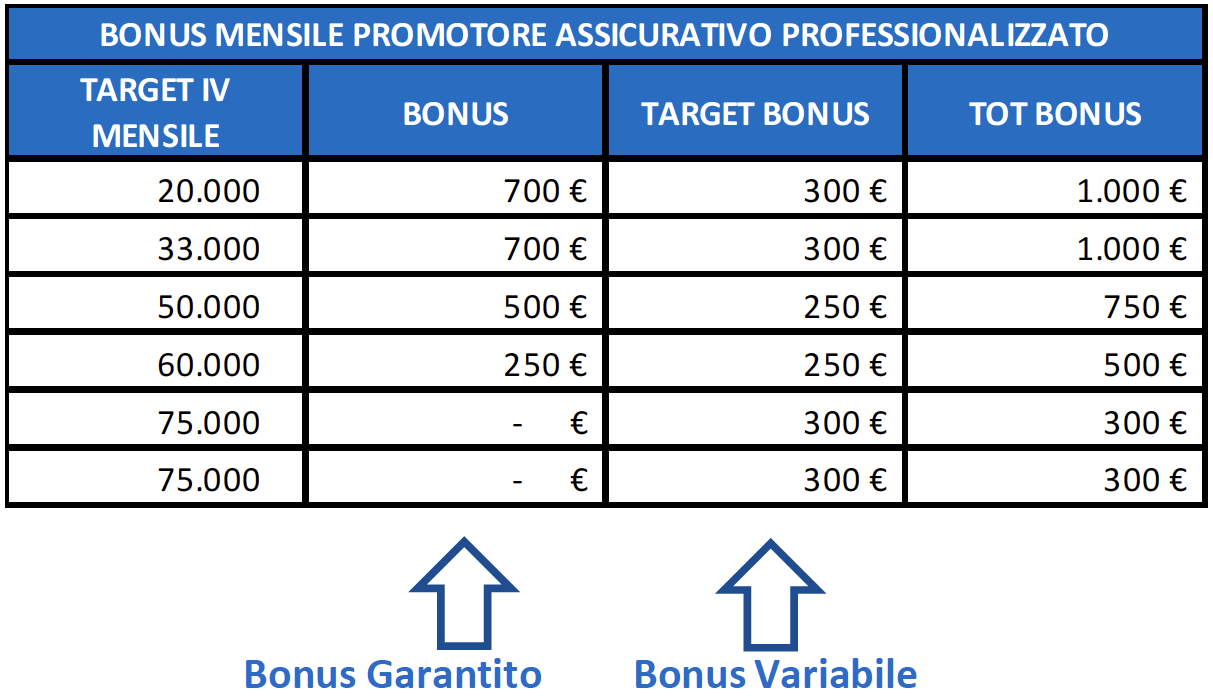 BONUS MENSILE PROMOTORE ASSICURATIVO PROFESSIONALIZZATO
TARGET IV MENSILE BONUS TARGET BONUS TOT BONUS
20.000 700 € 300 € 1.000 €
33.000 700 € 300 € 1.000 €
50.000 500 € 250 € 750 €
60.000 250 € 250 € 500 €
75.000 - € 300 € 300 €
75.000 - € 300 € 300 €
Bonus Garantito Bonus Variabile